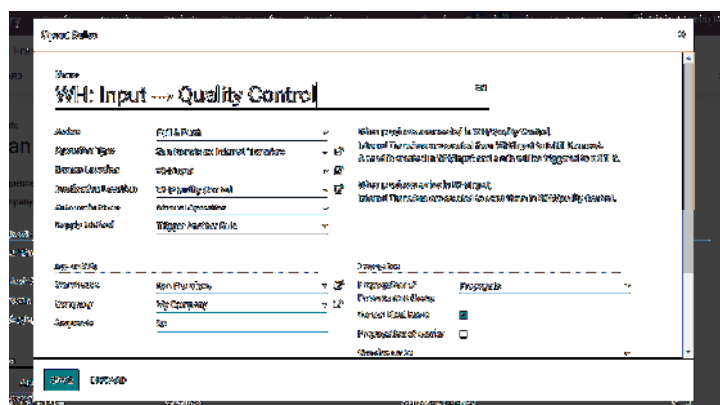 Name
WH: Input ---> Quality Control
Action
Pull & Push
Operation Type
San Francisco: Internal Transfers
Source Location
WH/Input
Destination Location
WH/Quality Control
Automatic Move
Manual Operation
Supply Method
Trigger Another Rule
When products are needed in WH/Quality Control,
Internal Transfers are created from WH/Input to fulfill the need.
A need is created in WH/Input and a rule will be triggered to fulfill it.
When products arrive in WH/Input,
Internal Transfers are created to send them in WH/Quality Control.
Applicability
Warehouse
San Francisco
Company
My Company
Sequence
Propagation
Propagation of
Procurement Group
Propagate
Cancel Next Move
Propagation of carrier
SAVE
DISCARD